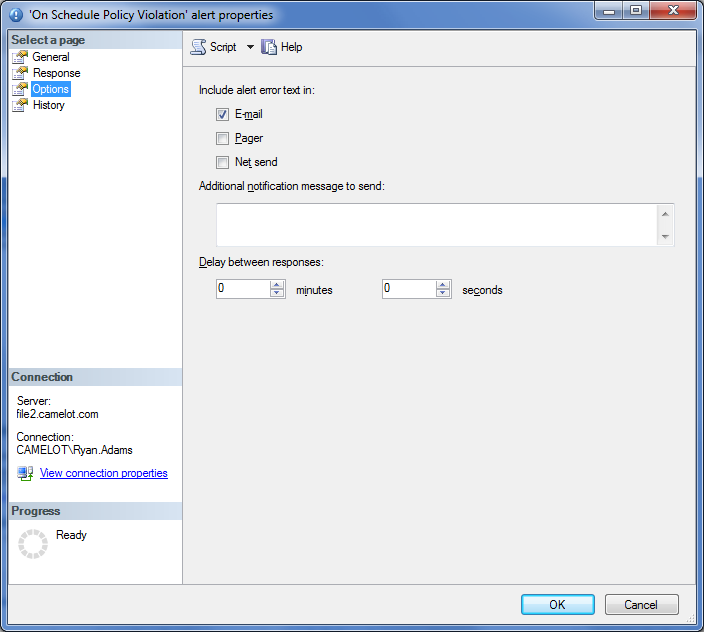 'On Schedule Policy Violation' alert properties
Select a page
General
Response
Options
History
Script
Help
Include alert error text in:
E-mail
Pager
Net send
Additional notification message to send:
Delay between responses:
0 minutes 0 seconds
Connection
Server:
file2.camelot.com
Connection:
CAMELOT\Ryan.Adams
View connection properties
Progress
Ready
OK Cancel